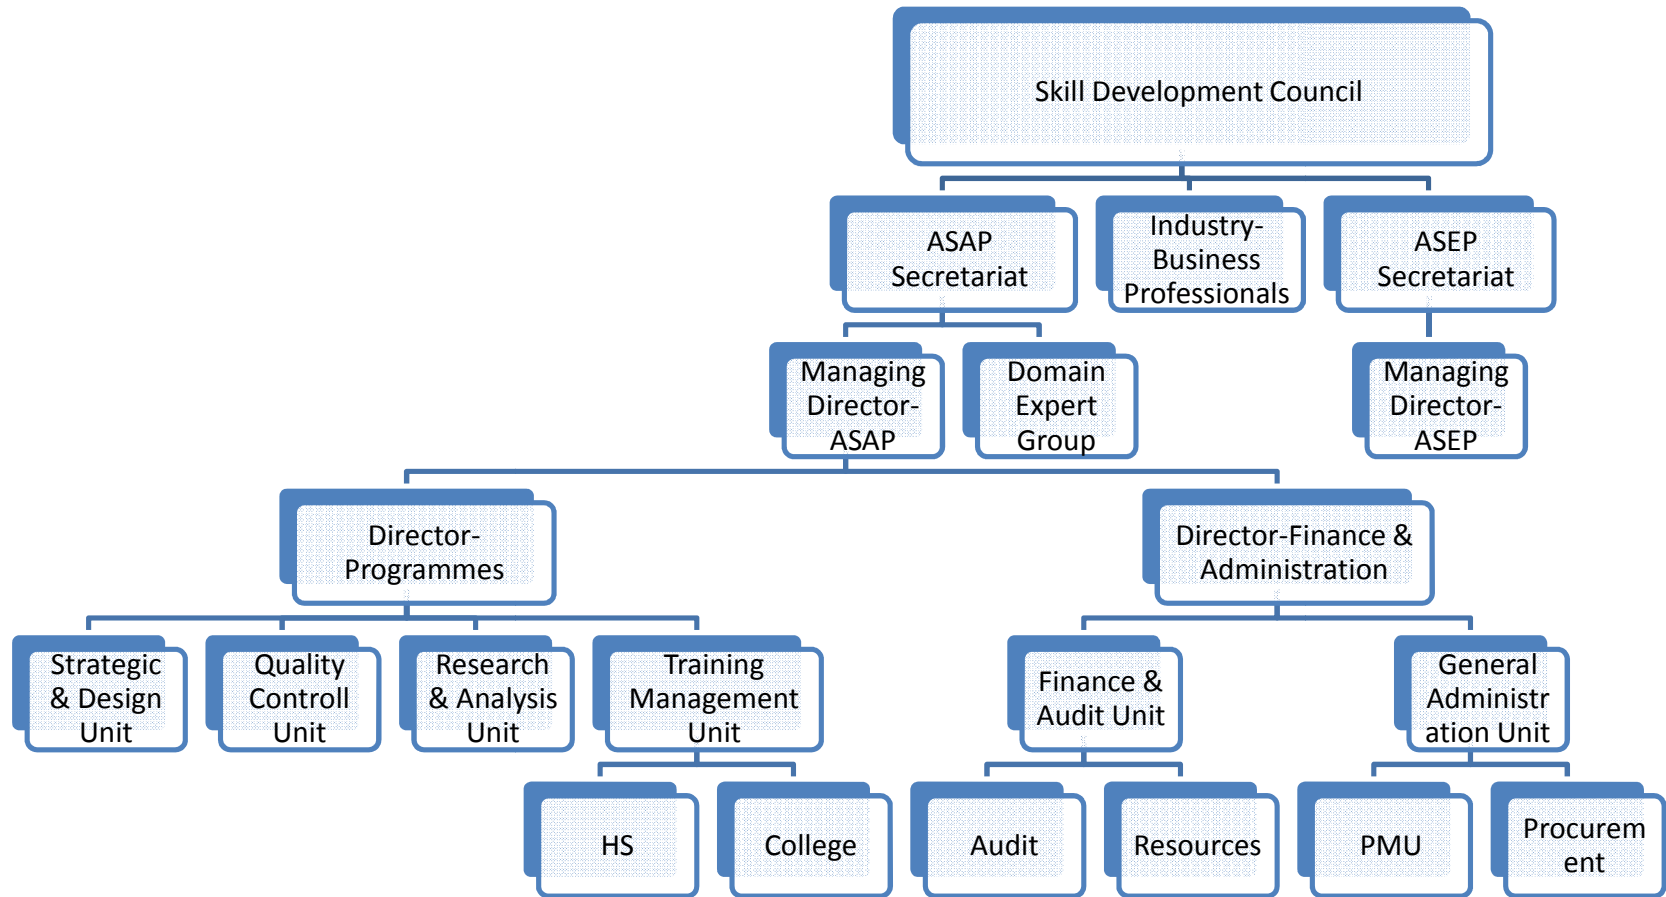 Skill Development Council
ASAP
Secretariat
Industry-
Business
Professionals
ASEP
Secretariat
Managing
Director-
ASAP
Domain
Expert
Group
Managing
Director-
ASEP
Director-
Programmes
Director-Finance &
Administration
Strategic
& Design
Unit
Quality
Controll
Unit
Research
& Analysis
Unit
Training
Management
Unit
Finance &
Audit Unit
General
Administr
ation Unit
HS
College
Audit
Resources
PMU
Procurem
ent